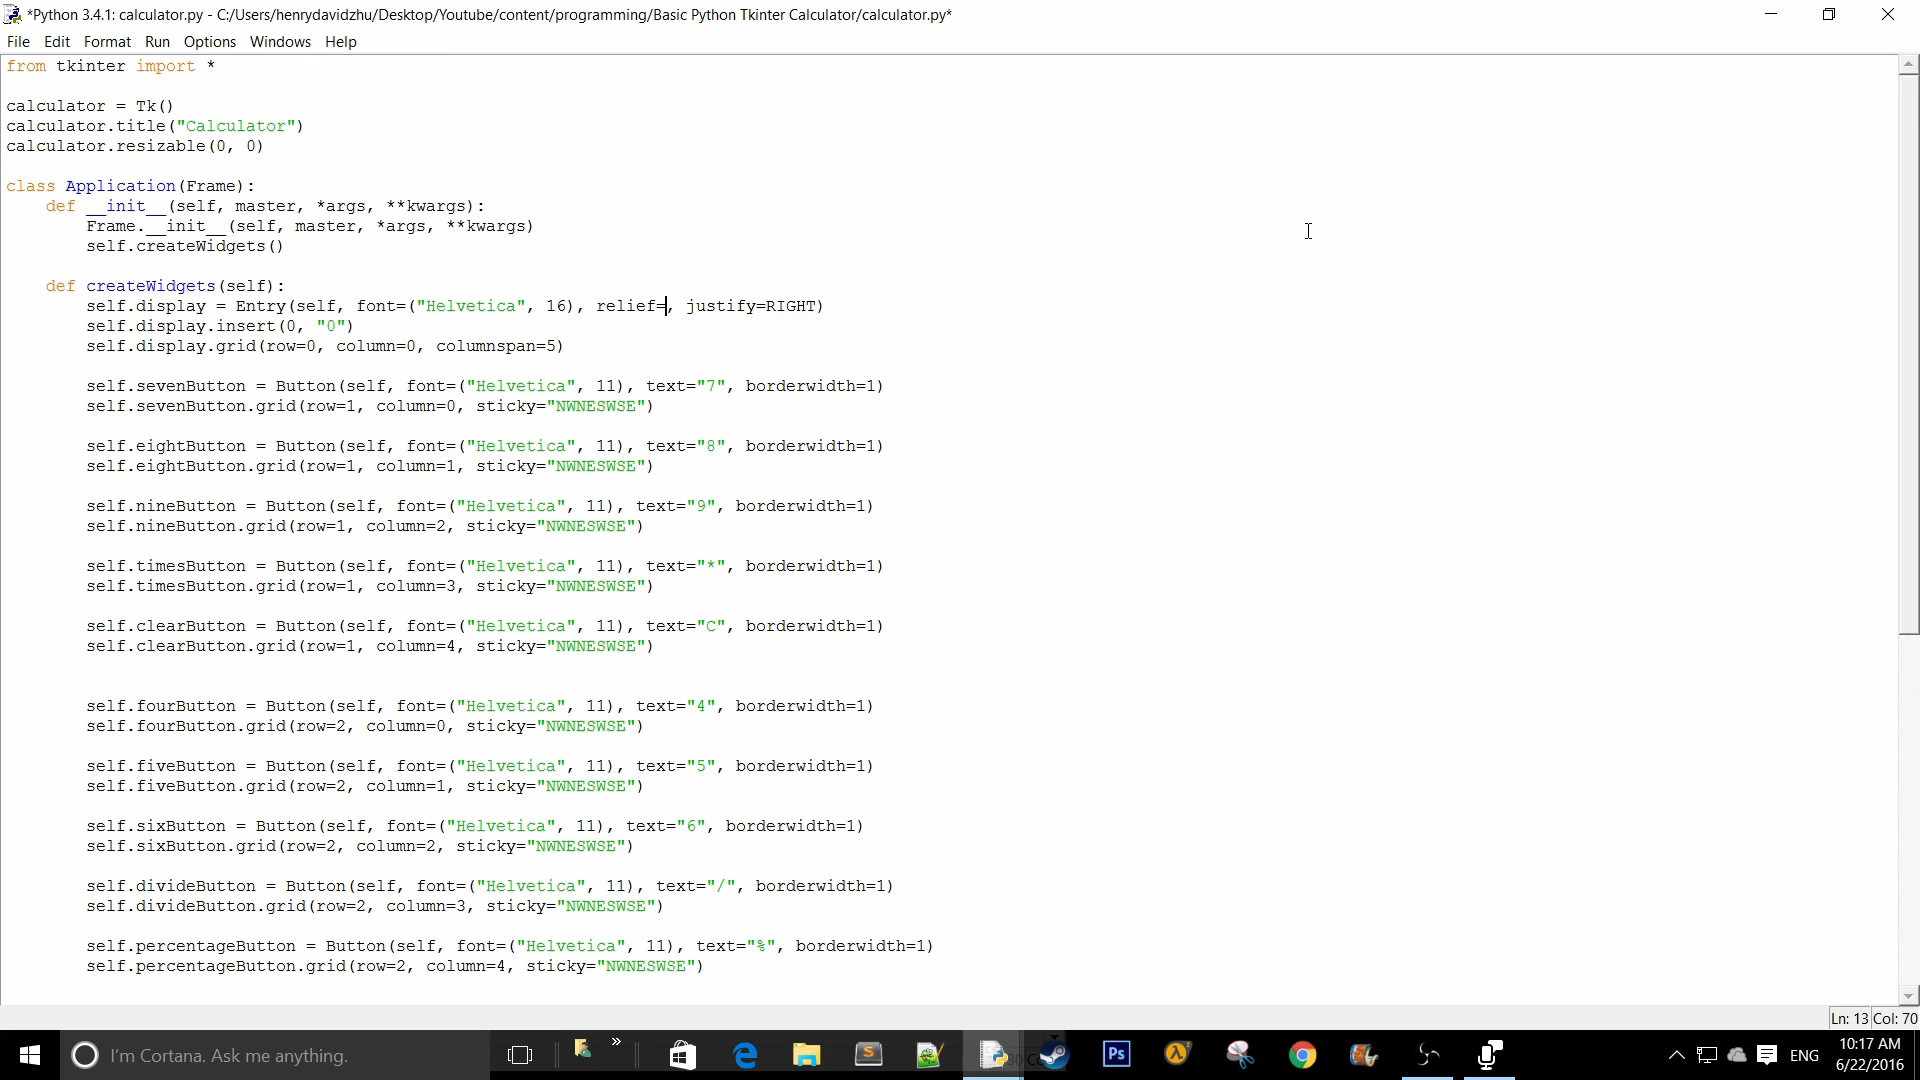 *Python 3.4.1: calculator.py - C:/Users/henrydavidzhu/Desktop/Youtube/content/programming/Basic Python Tkinter Calculator/calculator.py*
File Edit Format Run Options Windows Help
from tkinter import *
calculator = Tk()
calculator.title("Calculator")
calculator.resizable(0, 0)
class Application(Frame):
    def __init__(self, master, *args, **kwargs):
        Frame.__init__(self, master, *args, **kwargs)
        self.createWidgets()
    def createWidgets(self):
        self.display = Entry(self, font=("Helvetica", 16), relief=, justify=RIGHT)
        self.display.insert(0, "0")
        self.display.grid(row=0, column=0, columnspan=5)
        self.sevenButton = Button(self, font=("Helvetica", 11), text="7", borderwidth=1)
        self.sevenButton.grid(row=1, column=0, sticky="NWNESWSE")
        self.eightButton = Button(self, font=("Helvetica", 11), text="8", borderwidth=1)
        self.eightButton.grid(row=1, column=1, sticky="NWNESWSE")
        self.nineButton = Button(self, font=("Helvetica", 11), text="9", borderwidth=1)
        self.nineButton.grid(row=1, column=2, sticky="NWNESWSE")
        self.timesButton = Button(self, font=("Helvetica", 11), text="*", borderwidth=1)
        self.timesButton.grid(row=1, column=3, sticky="NWNESWSE")
        self.clearButton = Button(self, font=("Helvetica", 11), text="C", borderwidth=1)
        self.clearButton.grid(row=1, column=4, sticky="NWNESWSE")
        self.fourButton = Button(self, font=("Helvetica", 11), text="4", borderwidth=1)
        self.fourButton.grid(row=2, column=0, sticky="NWNESWSE")
        self.fiveButton = Button(self, font=("Helvetica", 11), text="5", borderwidth=1)
        self.fiveButton.grid(row=2, column=1, sticky="NWNESWSE")
        self.sixButton = Button(self, font=("Helvetica", 11), text="6", borderwidth=1)
        self.sixButton.grid(row=2, column=2, sticky="NWNESWSE")
        self.divideButton = Button(self, font=("Helvetica", 11), text="/", borderwidth=1)
        self.divideButton.grid(row=2, column=3, sticky="NWNESWSE")
        self.percentageButton = Button(self, font=("Helvetica", 11), text="%", borderwidth=1)
        self.percentageButton.grid(row=2, column=4, sticky="NWNESWSE")
Ln: 13 Col: 70
I'm Cortana. Ask me anything.
Ps
ENG
10:17 AM
6/22/2016